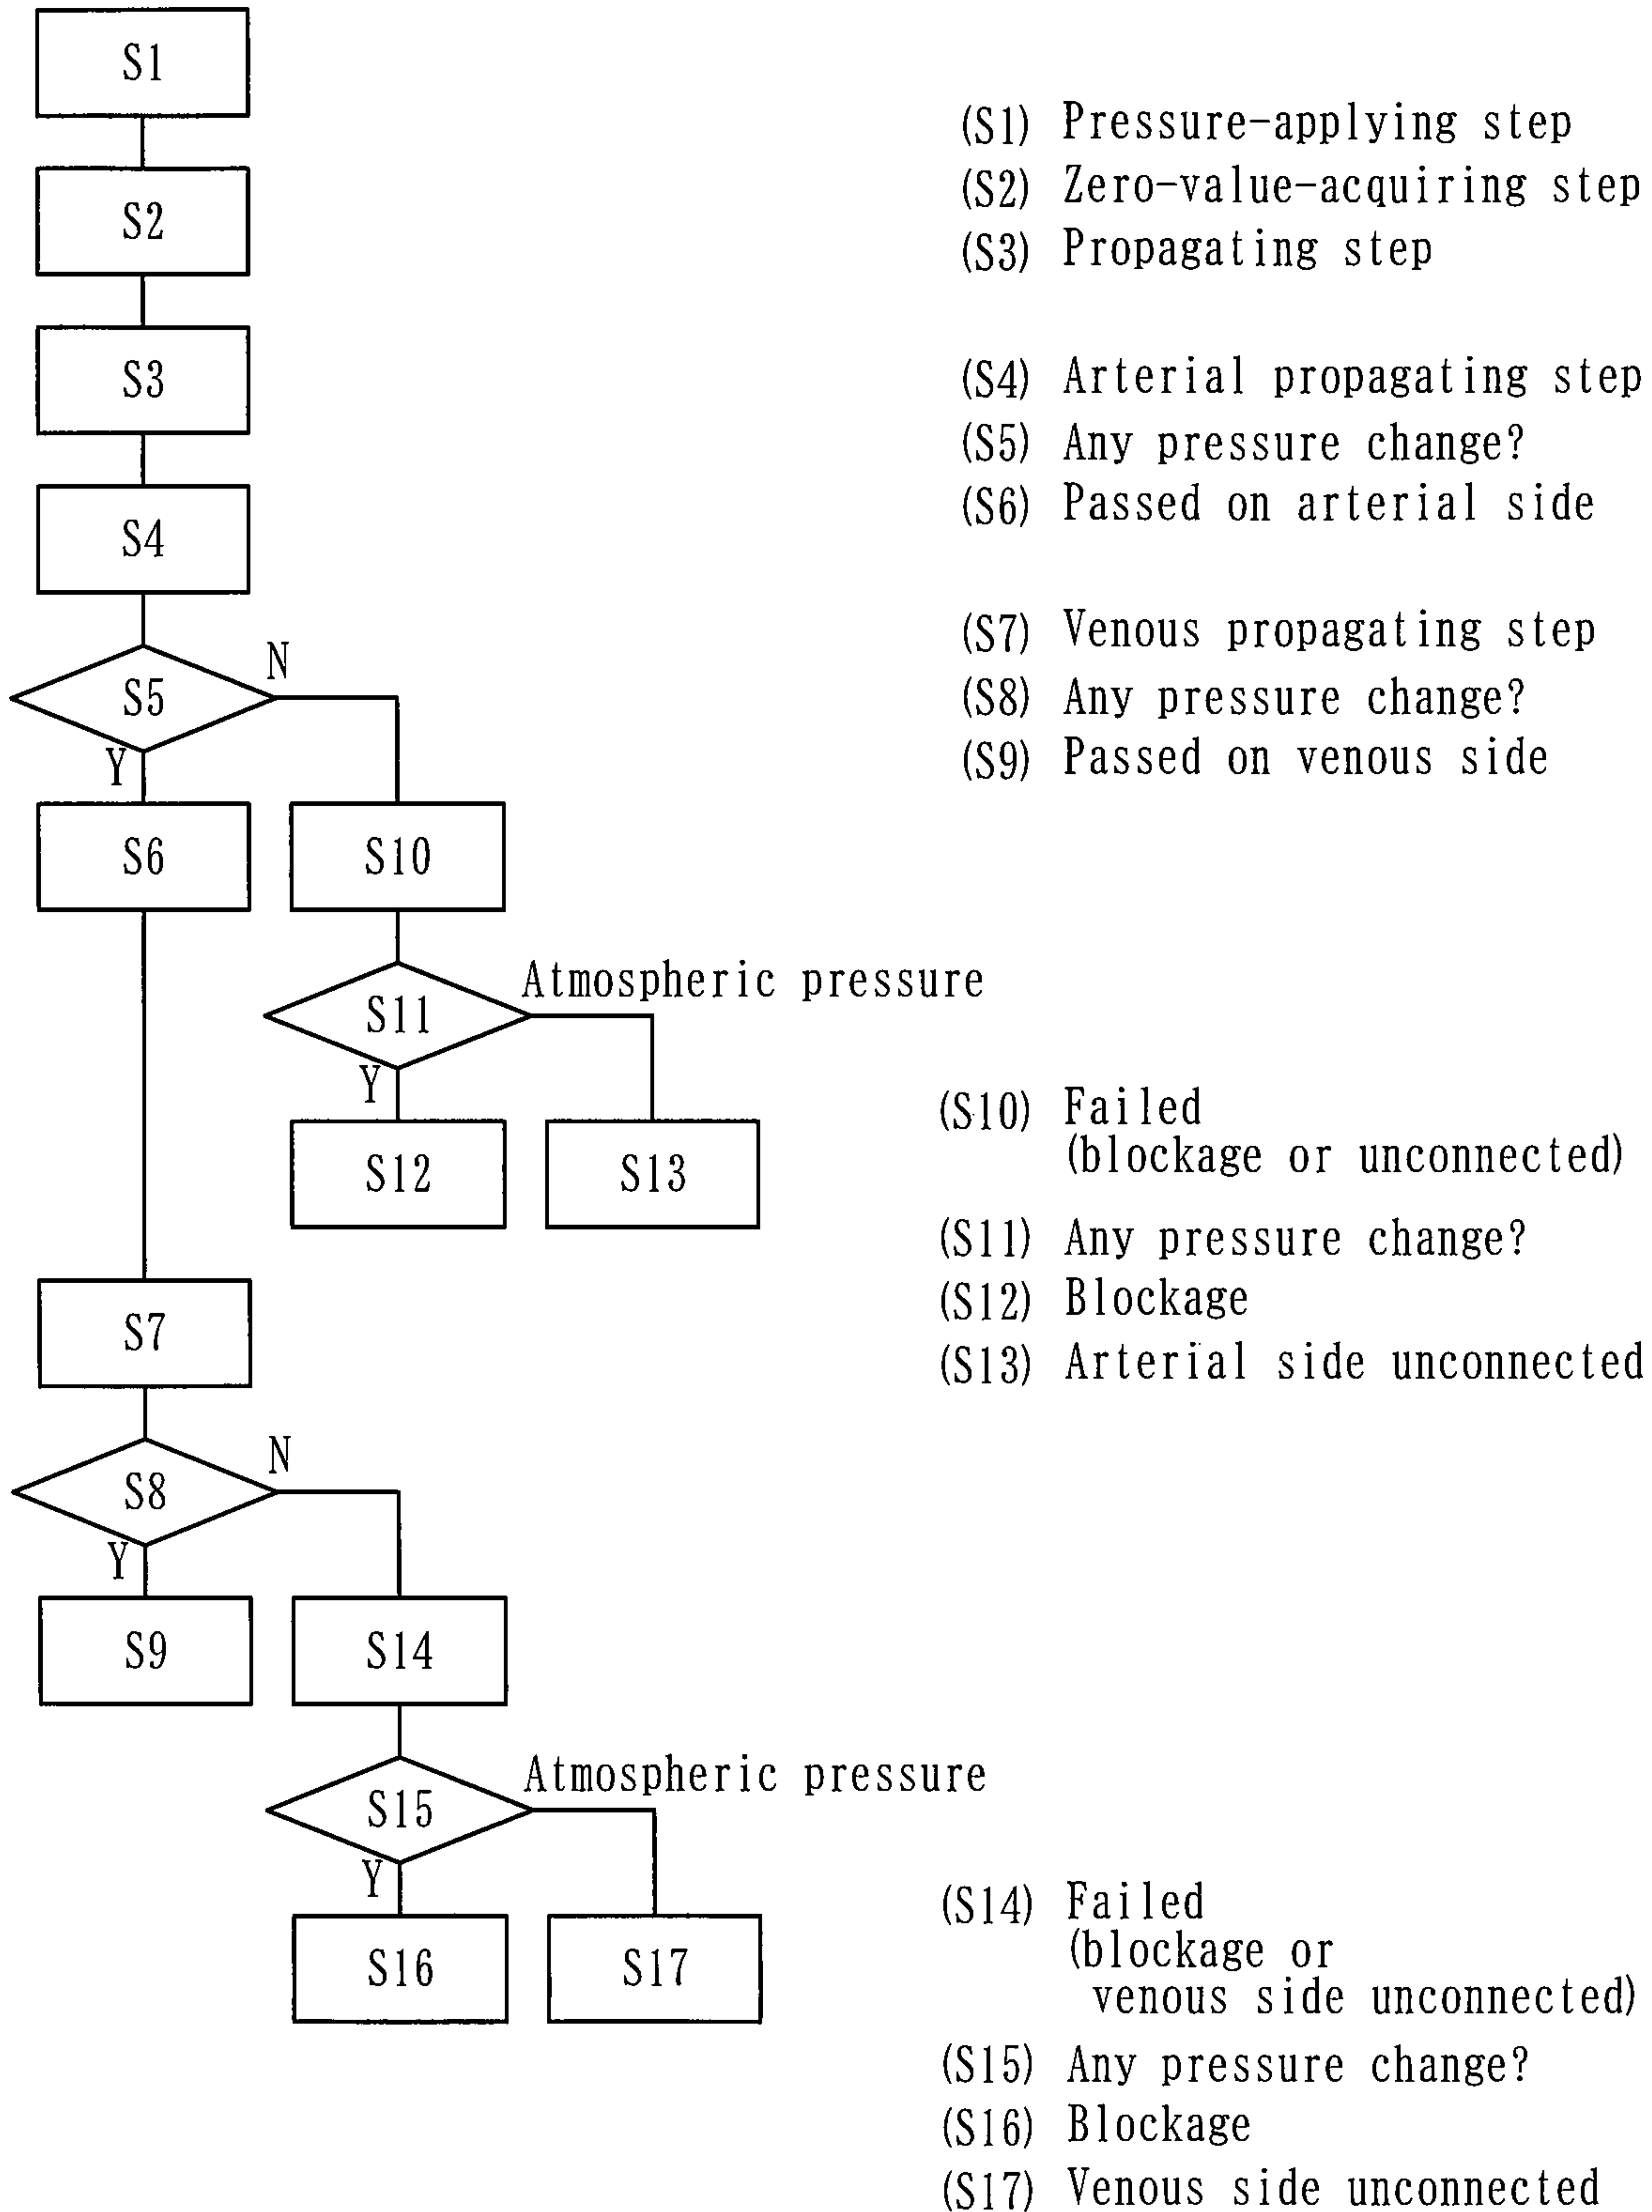 S1
S2
S3
S4
S5
N
Y
S6
S10
S11
Atmospheric pressure
Y
S12
S13
S7
S8
N
Y
S9
S14
S15
Atmospheric pressure
Y
S16
S17
(S1) Pressure-applying step
(S2) Zero-value-acquiring step
(S3) Propagating step
(S4) Arterial propagating step
(S5) Any pressure change?
(S6) Passed on arterial side
(S7) Venous propagating step
(S8) Any pressure change?
(S9) Passed on venous side
(S10) Failed
(blockage or unconnected)
(S11) Any pressure change?
(S12) Blockage
(S13) Arterial side unconnected
(S14) Failed
(blockage or
venous side unconnected)
(S15) Any pressure change?
(S16) Blockage
(S17) Venous side unconnected